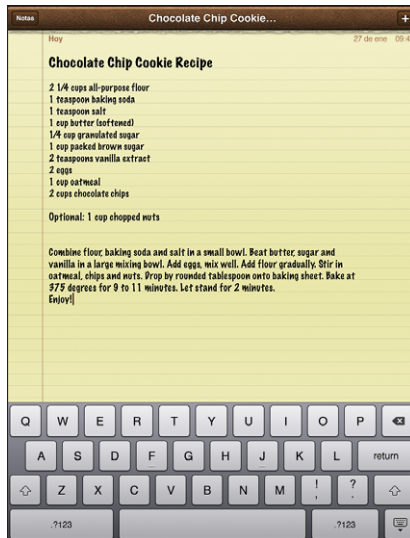 Notas
Chocolate Chip Cookie...
+
Hoy
27 de ene 09:4
Chocolate Chip Cookie Recipe
2 1/4 cups all-purpose flour
1 teaspoon baking soda
1 teaspoon salt
1 cup butter (softened)
1/4 cup granulated sugar
1 cup packed brown sugar
2 teaspoons vanilla extract
2 eggs
1 cup oatmeal
2 cups chocolate chips
Optional: 1 cup chopped nuts
Combine flour, baking soda and salt in a small bowl. Beat butter, sugar and
vanilla in a large mixing bowl. Add eggs, mix well. Add flour gradually. Stir in
oatmeal, chips and nuts. Drop by rounded tablespoon onto baking sheet. Bake at
375 degrees for 9 to 11 minutes. Let stand for 2 minutes.
Enjoy!
Q W E R T Y U I O P
A S D F G H J K L return
Z X C V B N M ! , ? .
.?123 .?123